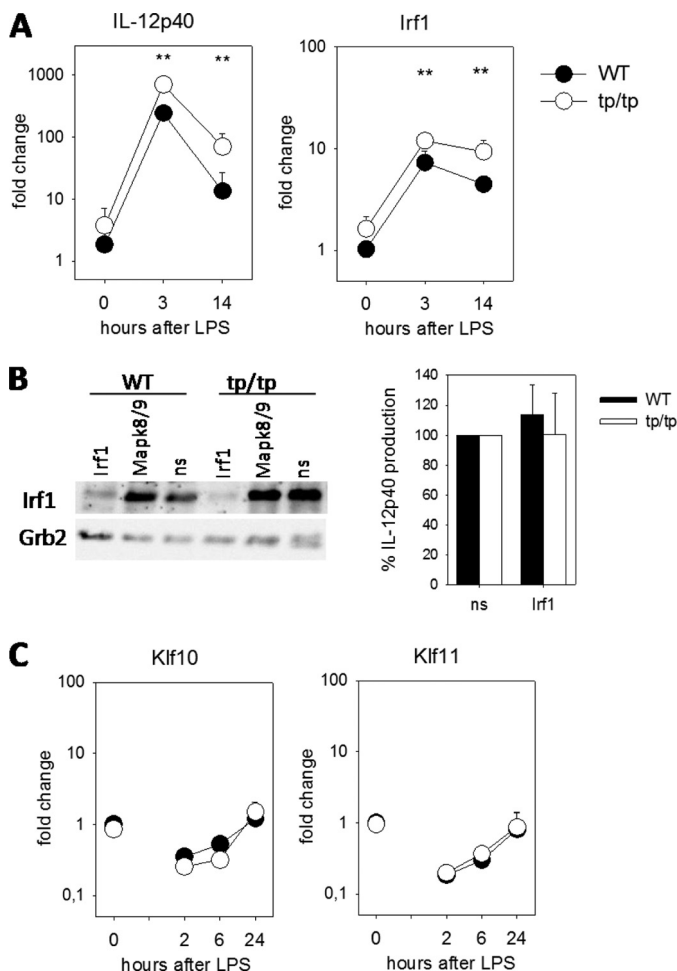 A
IL-12p40
Irf1
** **
** **
WT
tp/tp
fold change
1000
100
10
1
0 3 14
hours after LPS
fold change
100
10
1
0 3 14
hours after LPS
B
WT tp/tp
Irf1 Mapk8/9 ns Irf1 Mapk8/9 ns
Irf1
Grb2
% IL-12p40 production
140
120
100
80
60
40
20
0
ns Irf1
WT
tp/tp
C
Klf10
fold change
100
10
1
0,1
0 2 6 24
hours after LPS
Klf11
fold change
100
10
1
0,1
0 2 6 24
hours after LPS